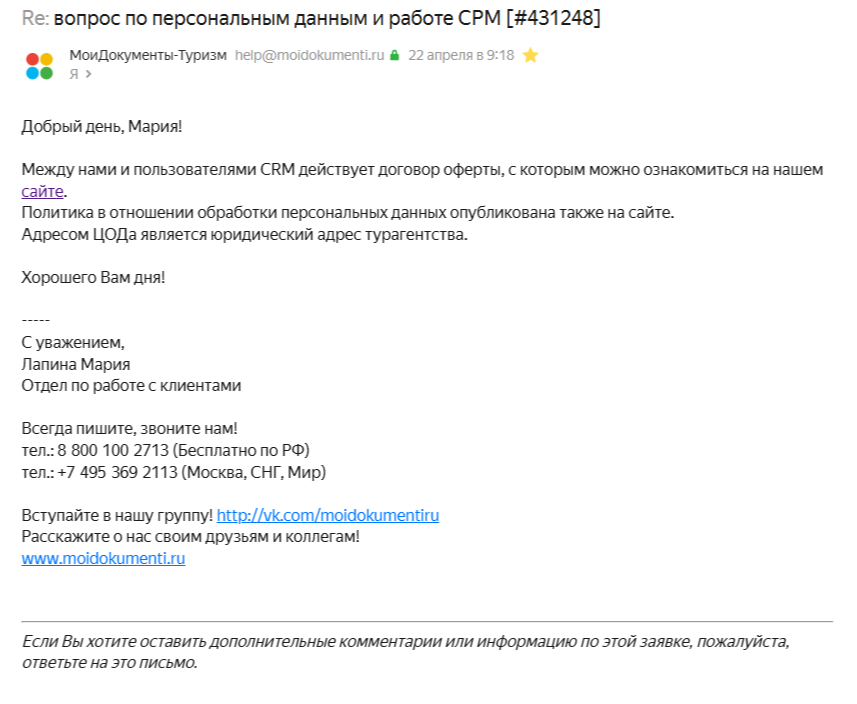 Re: вопрос по персональным данным и работе СРМ [#431248]
МоиДокументы-Туризм help@moidokumenti.ru 22 апреля в 9:18
Я >
Добрый день, Мария!
Между нами и пользователями CRM действует договор оферты, с которым можно ознакомиться на нашем
сайте.
Политика в отношении обработки персональных данных опубликована также на сайте.
Адресом ЦОДа является юридический адрес турагентства.
Хорошего Вам дня!
-----
С уважением,
Лапина Мария
Отдел по работе с клиентами
Всегда пишите, звоните нам!
тел.: 8 800 100 2713 (Бесплатно по РФ)
тел.: +7 495 369 2113 (Москва, СНГ, Мир)
Вступайте в нашу группу! http://vk.com/moidokumentiru
Расскажите о нас своим друзьям и коллегам!
www.moidokumenti.ru
Если Вы хотите оставить дополнительные комментарии или информацию по этой заявке, пожалуйста,
ответьте на это письмо.